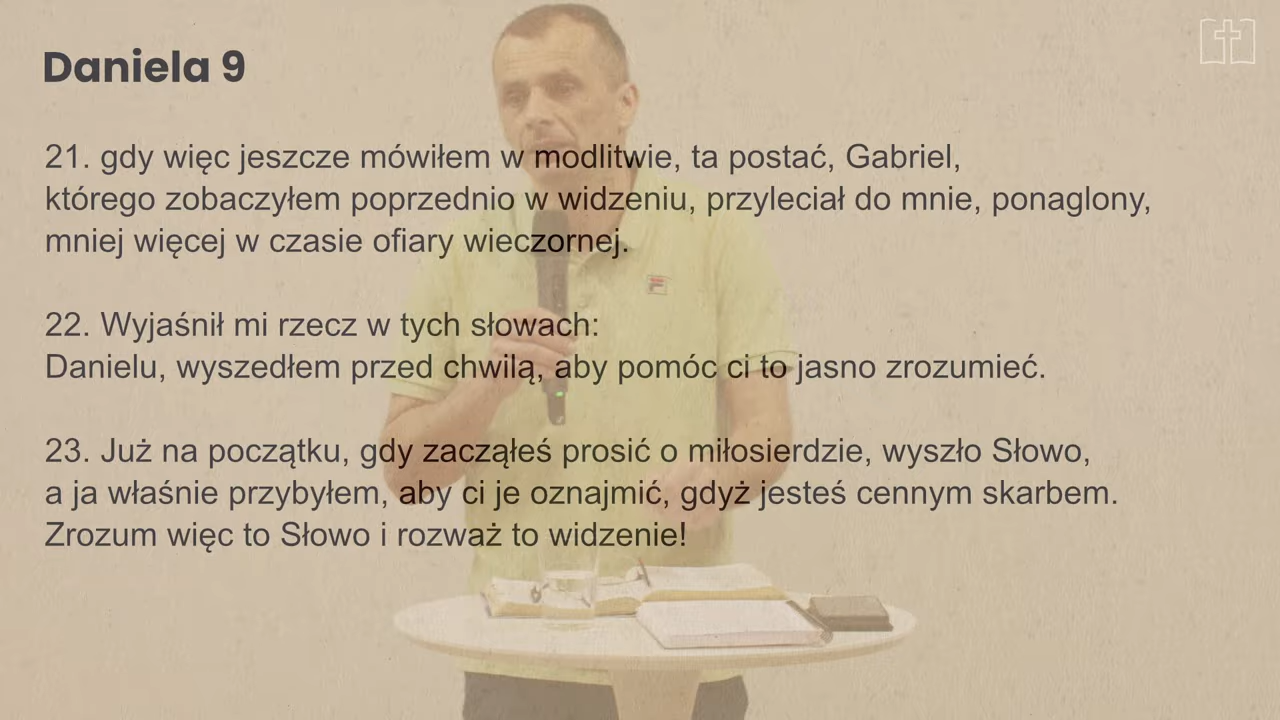 Daniela 9
21. gdy więc jeszcze mówiłem w modlitwie, ta postać, Gabriel,
którego zobaczyłem poprzednio w widzeniu, przyleciał do mnie, ponaglony,
mniej więcej w czasie ofiary wieczornej.
22. Wyjaśnił mi rzecz w tych słowach:
Danielu, wyszedłem przed chwilą, aby pomóc ci to jasno zrozumieć.
23. Już na początku, gdy zacząłeś prosić o miłosierdzie, wyszło Słowo,
a ja właśnie przybyłem, aby ci je oznajmić, gdyż jesteś cennym skarbem.
Zrozum więc to Słowo i rozważ to widzenie!